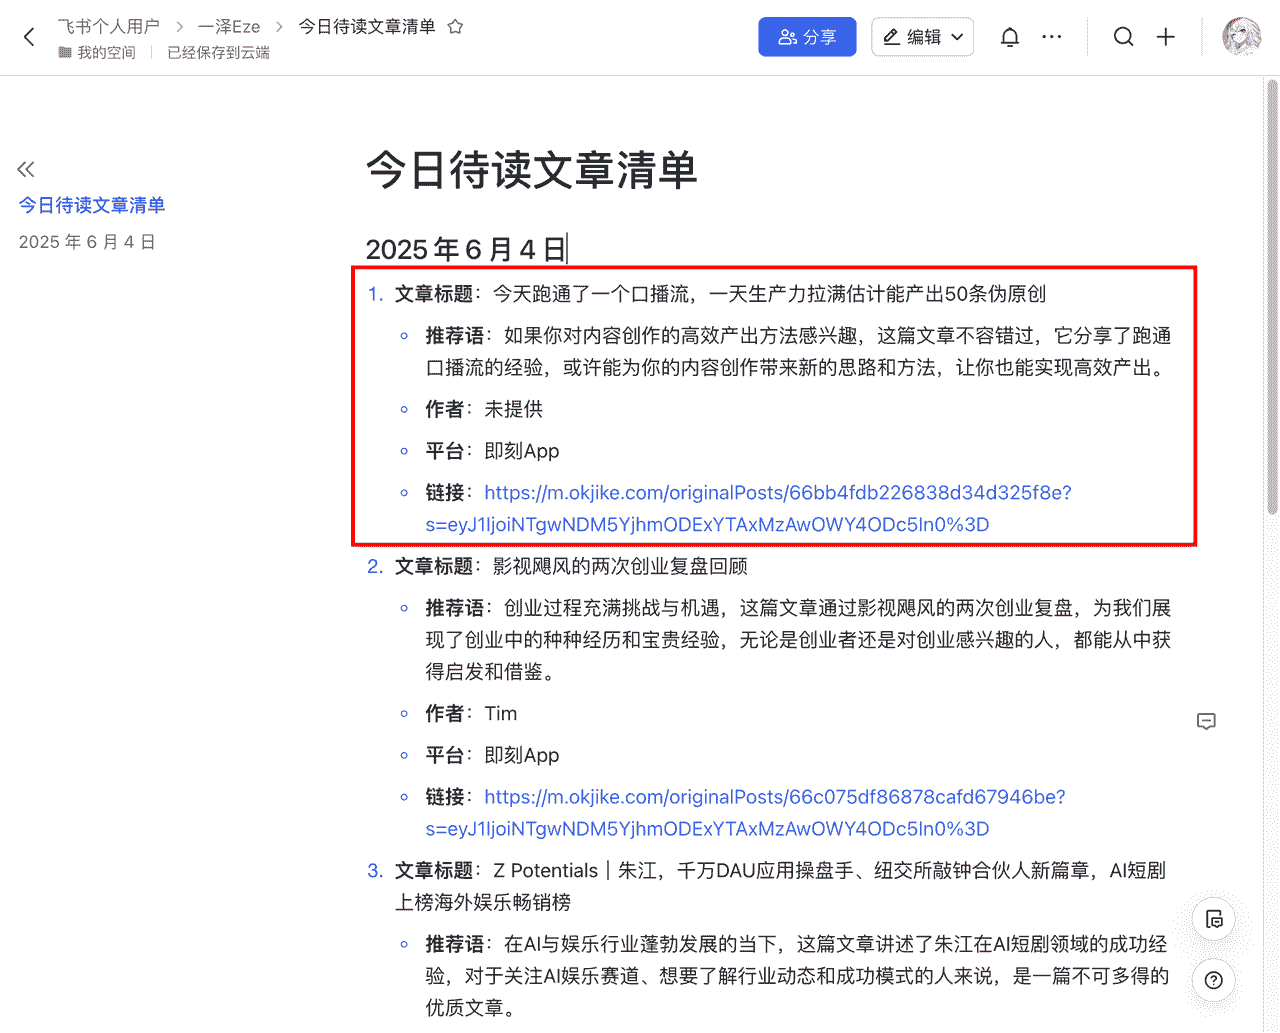 飞书个人用户 > 一泽Eze > 今日待读文章清单
我的空间 | 已经保存到云端
分享
编辑
今日待读文章清单
2025 年 6 月 4 日
今日待读文章清单
2025 年 6 月 4 日
1. 文章标题：今天跑通了一个口播流，一天生产力拉满估计能产出50条伪原创
推荐语：如果你对内容创作的高效产出方法感兴趣，这篇文章不容错过，它分享了跑通
口播流的经验，或许能为你的内容创作带来新的思路和方法，让你也能实现高效产出。
作者：未提供
平台：即刻App
链接：https://m.okjike.com/originalPosts/66bb4fdb226838d34d325f8e?
s=eyJ1IjoiNTgwNDM5YjhmODExYTAxMzAwOWY4ODc5In0%3D
2. 文章标题：影视飓风的两次创业复盘回顾
推荐语：创业过程充满挑战与机遇，这篇文章通过影视飓风的两次创业复盘，为我们展
现了创业中的种种经历和宝贵经验，无论是创业者还是对创业感兴趣的人，都能从中获
得启发和借鉴。
作者：Tim
平台：即刻App
链接：https://m.okjike.com/originalPosts/66c075df86878cafd67946be?
s=eyJ1IjoiNTgwNDM5YjhmODExYTAxMzAwOWY4ODc5In0%3D
3. 文章标题：Z Potentials｜朱江，千万DAU应用操盘手、纽交所敲钟合伙人新篇章，AI短剧
上榜海外娱乐畅销榜
推荐语：在AI与娱乐行业蓬勃发展的当下，这篇文章讲述了朱江在AI短剧领域的成功经
验，对于关注AI娱乐赛道、想要了解行业动态和成功模式的人来说，是一篇不可多得的
优质文章。